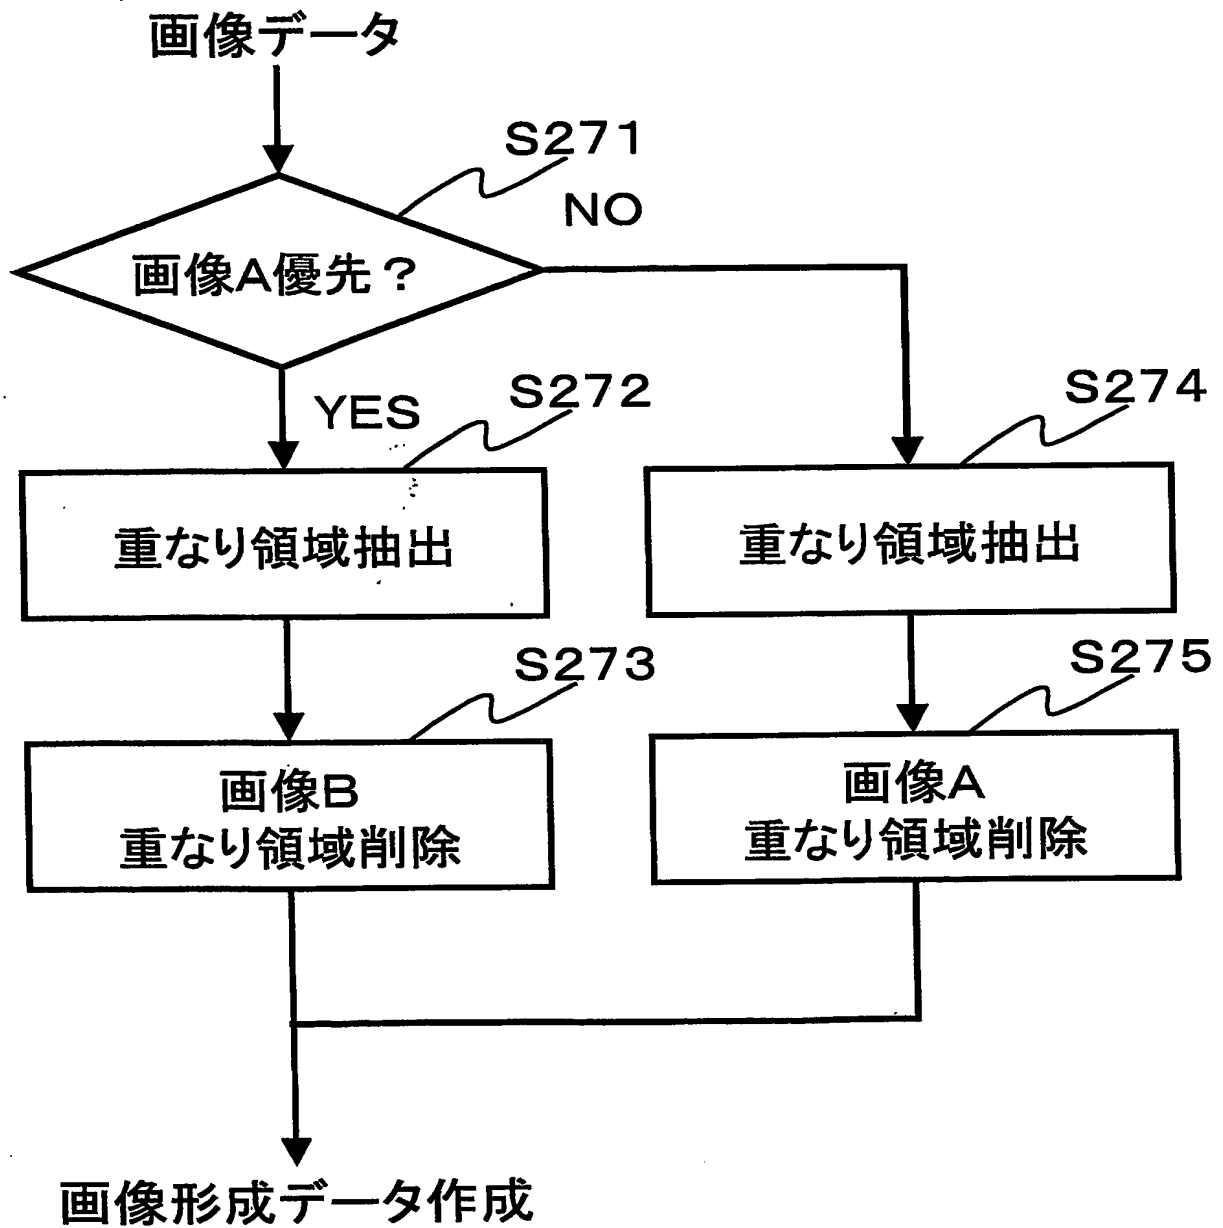 画像データ
S271
NO
画像A優先?
YES
S272
S274
重なり領域抽出
重なり領域抽出
S273
S275
画像B
重なり領域削除
画像A
重なり領域削除
画像形成データ作成